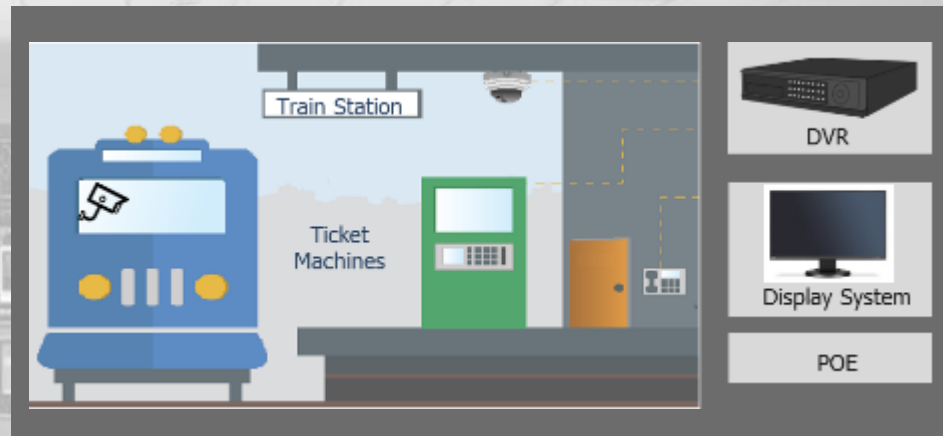 Train Station
Ticket
Machines
DVR
Display System
POE